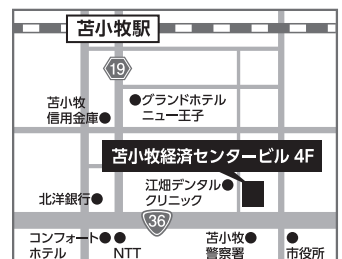 苫小牧駅
19
苫小牧
信用金庫
グランドホテル
ニュー王子
苫小牧経済センタービル 4F
北洋銀行
江畑デンタル
クリニック
36
コンフォート
ホテル
NTT
苫小牧
警察署
市役所